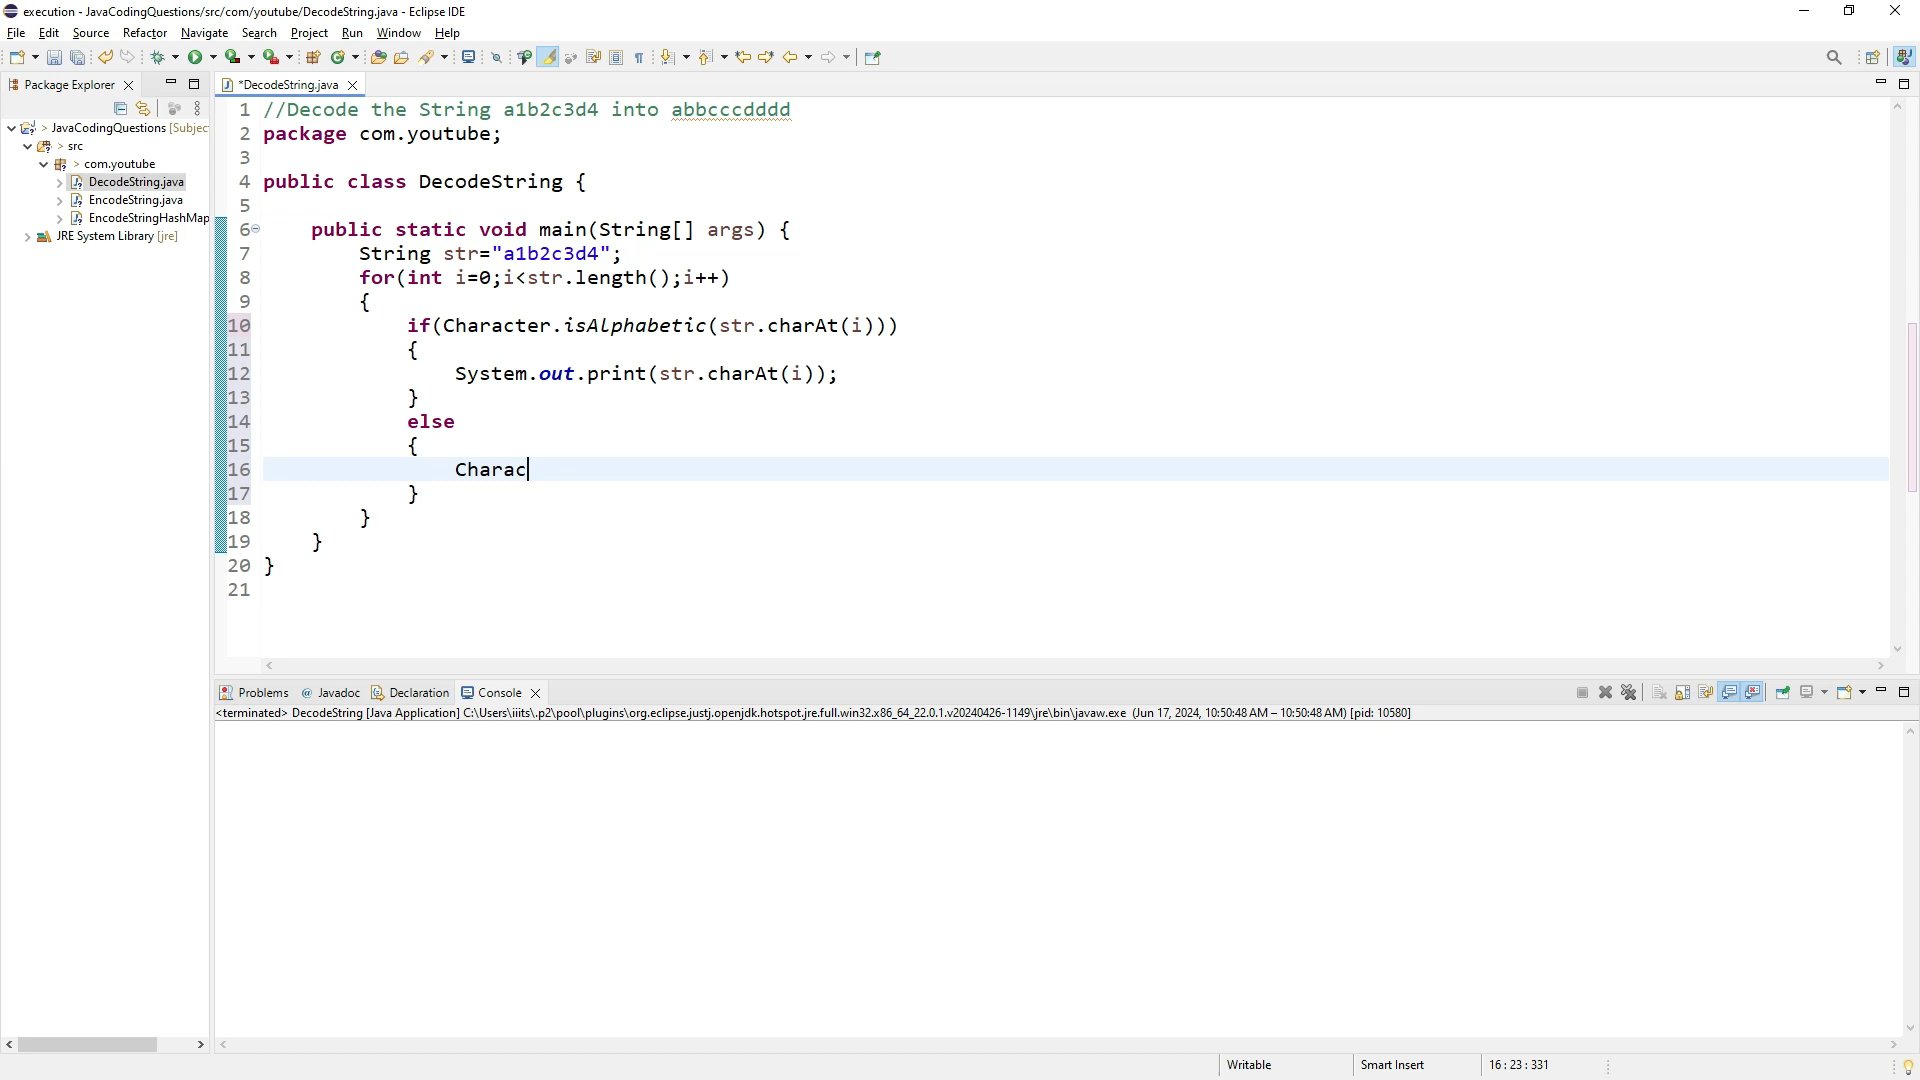 execution - JavaCodingQuestions/src/com/youtube/DecodeString.java - Eclipse IDE
File Edit Source Refactor Navigate Search Project Run Window Help
Package Explorer
*DecodeString.java
> JavaCodingQuestions [Subjec
> src
> com.youtube
DecodeString.java
EncodeString.java
EncodeStringHashMap
JRE System Library [jre]
1 //Decode the String a1b2c3d4 into abbcccdddd
2 package com.youtube;
3
4 public class DecodeString {
5
6 public static void main(String[] args) {
7 String str="a1b2c3d4";
8 for(int i=0;i<str.length();i++)
9 {
10 if(Character.isAlphabetic(str.charAt(i)))
11 {
12 System.out.print(str.charAt(i));
13 }
14 else
15 {
16 Charac
17 }
18 }
19 }
20 }
21
Problems @ Javadoc Declaration Console
<terminated> DecodeString [Java Application] C:\Users\iiits\.p2\pool\plugins\org.eclipse.justj.openjdk.hotspot.jre.full.win32.x86_64_22.0.1.v20240426-1149\jre\bin\javaw.exe (Jun 17, 2024, 10:50:48 AM – 10:50:48 AM) [pid: 10580]
Writable Smart Insert 16 : 23 : 331